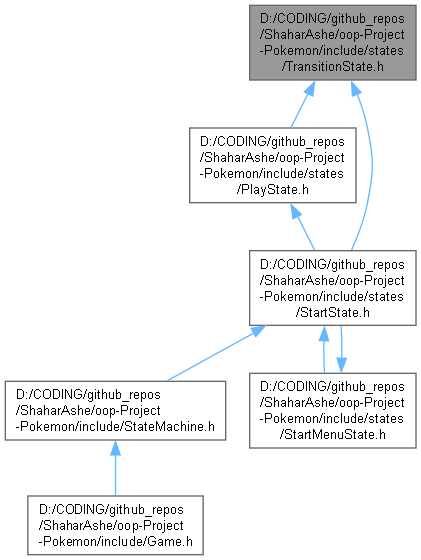 D:/CODING/github_repos
/ShaharAshe/oop-Project
-Pokemon/include/states
/TransitionState.h
D:/CODING/github_repos
/ShaharAshe/oop-Project
-Pokemon/include/states
/PlayState.h
D:/CODING/github_repos
/ShaharAshe/oop-Project
-Pokemon/include/states
/StartState.h
D:/CODING/github_repos
/ShaharAshe/oop-Project
-Pokemon/include/StateMachine.h
D:/CODING/github_repos
/ShaharAshe/oop-Project
-Pokemon/include/states
/StartMenuState.h
D:/CODING/github_repos
/ShaharAshe/oop-Project
-Pokemon/include/Game.h